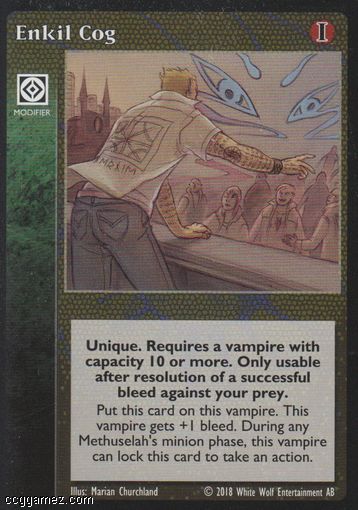 Enkil Cog
I
MODIFIER
Unique. Requires a vampire with
capacity 10 or more. Only usable
after resolution of a successful
bleed against your prey.
Put this card on this vampire. This
vampire gets +1 bleed. During any
Methuselah's minion phase, this vampire
can lock this card to take an action.
Illus: Marian Churchland
© 2018 White Wolf Entertainment AB
ccggamez.com